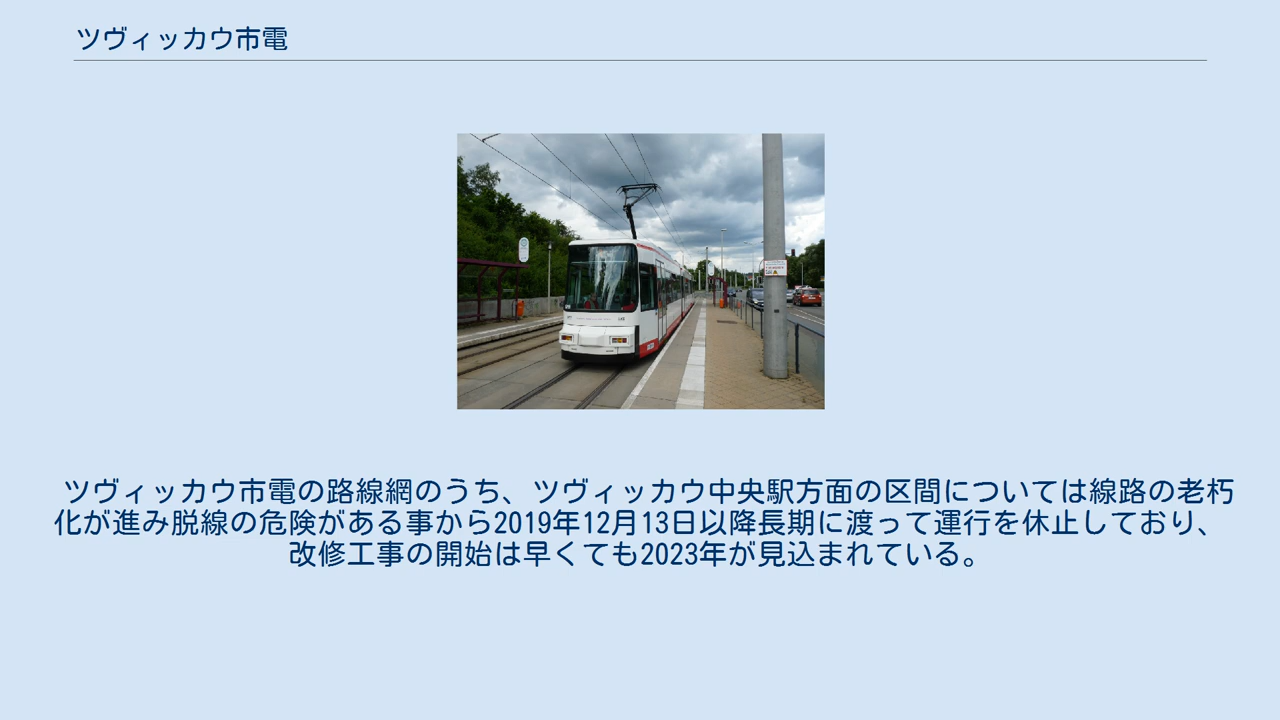 ツヴィッカウ市電
ツヴィッカウ市電の路線網のうち、ツヴィッカウ中央駅方面の区間については線路の老朽
化が進み脱線の危険がある事から2019年12月13日以降長期に渡って運行を休止しており、
改修工事の開始は早くても2023年が見込まれている。